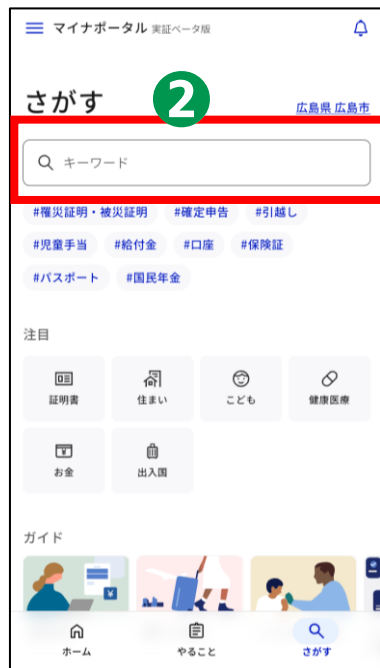 マイナポータル 実証ベータ版
さがす
2
広島県 広島市
キーワード
#罹災証明・被災証明 #確定申告 #引越し
#児童手当 #給付金 #口座 #保険証
#パスポート #国民年金
注目
証明書 住まい こども 健康医療
お金 出入国
ガイド
ホーム やること さがす